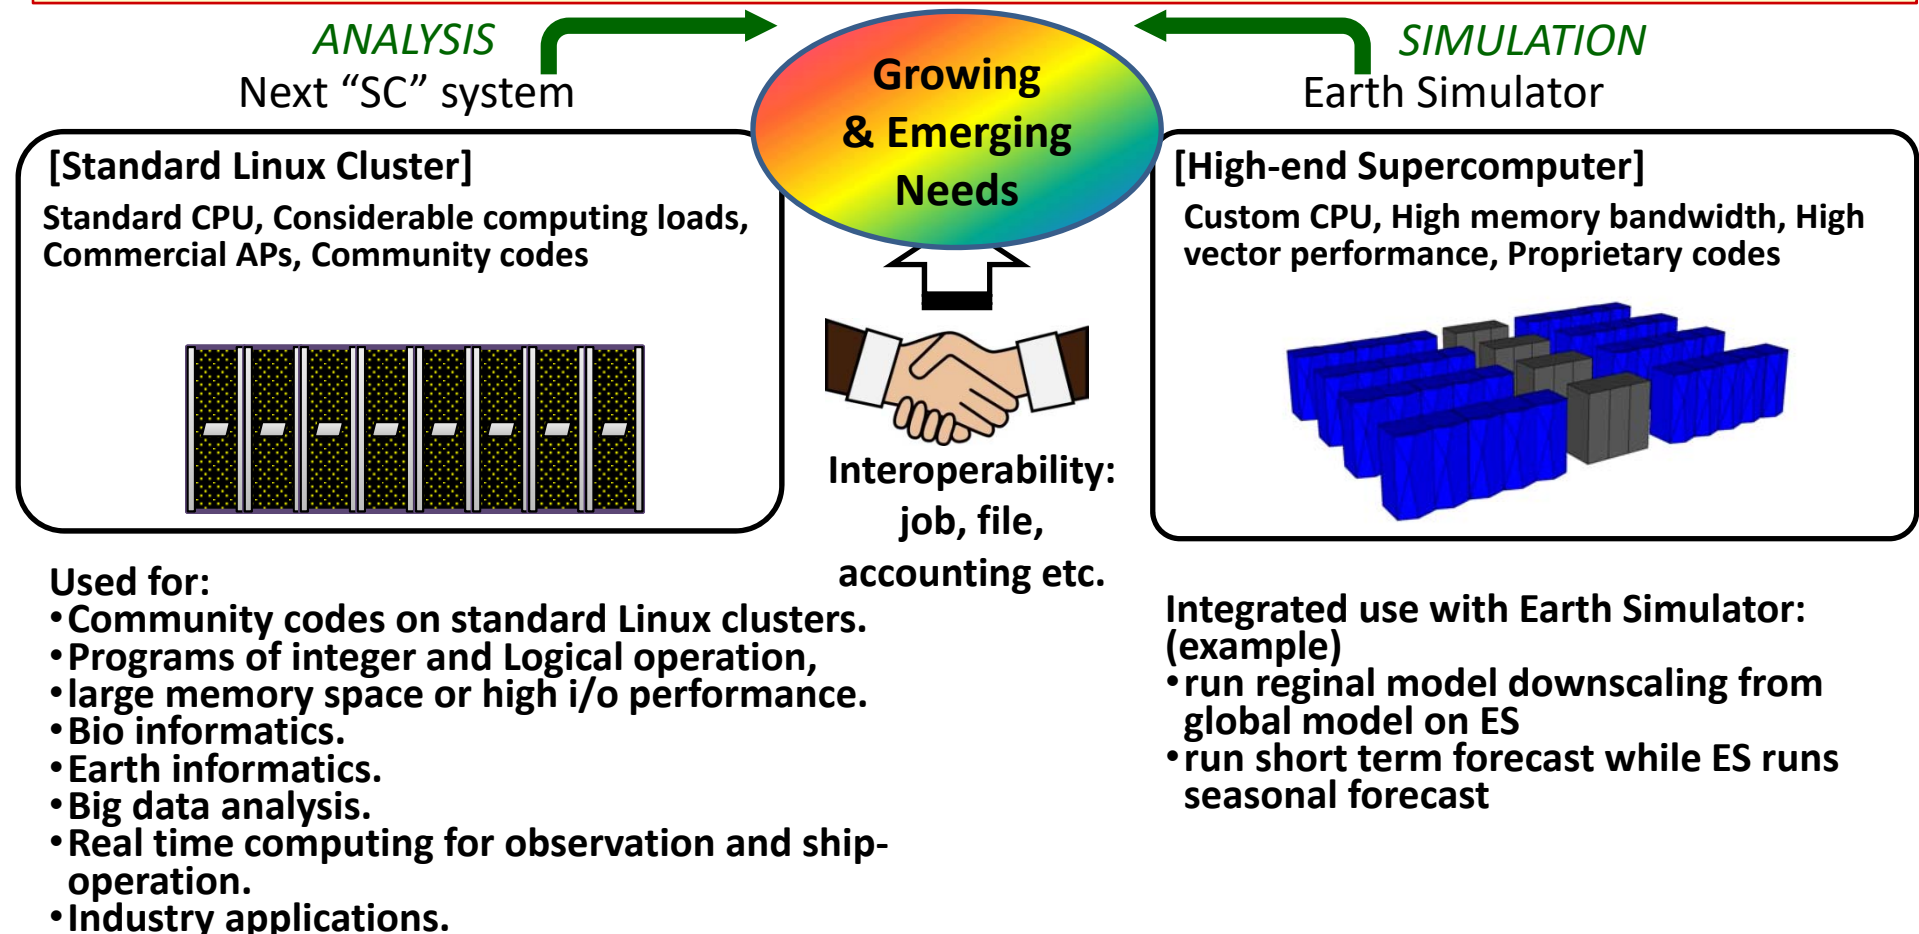 ANALYSIS
Next “SC” system
[Standard Linux Cluster]
Standard CPU, Considerable computing loads,
Commercial APs, Community codes
Growing
& Emerging
Needs
SIMULATION
Earth Simulator
[High-end Supercomputer]
Custom CPU, High memory bandwidth, High
vector performance, Proprietary codes
Interoperability:
job, file,
accounting etc.
Used for:
•Community codes on standard Linux clusters.
•Programs of integer and Logical operation,
•large memory space or high i/o performance.
•Bio informatics.
•Earth informatics.
•Big data analysis.
•Real time computing for observation and ship-
operation.
•Industry applications.
Integrated use with Earth Simulator:
(example)
•run reginal model downscaling from
global model on ES
•run short term forecast while ES runs
seasonal forecast